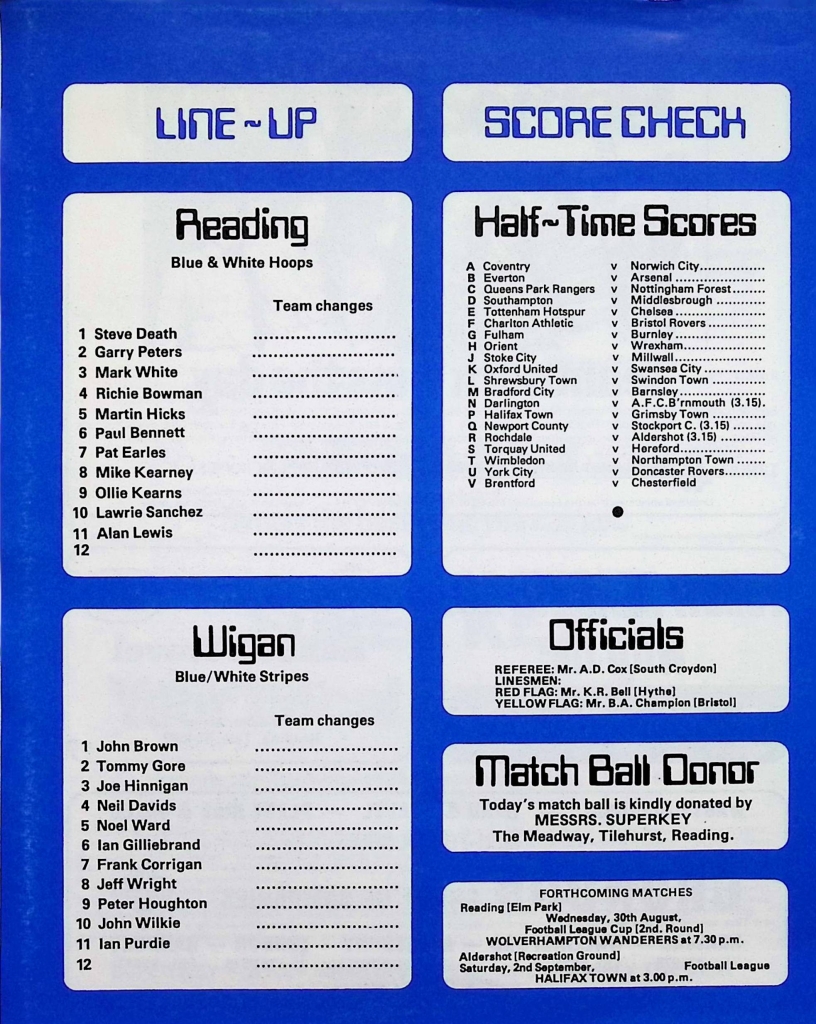 LINE~UP
Reading
Blue & White Hoops
Team changes
1 Steve Death
2 Garry Peters
3 Mark White
4 Richie Bowman
5 Martin Hicks
6 Paul Bennett
7 Pat Earles
8 Mike Kearney
9 Ollie Kearns
10 Lawrie Sanchez
11 Alan Lewis
12
Wigan
Blue/White Stripes
Team changes
1 John Brown
2 Tommy Gore
3 Joe Hinnigan
4 Neil Davids
5 Noel Ward
6 Ian Gilliebrand
7 Frank Corrigan
8 Jeff Wright
9 Peter Houghton
10 John Wilkie
11 Ian Purdie
12
SCORE CHECK
Half~Time Scores
A Coventry v Norwich City
B Everton v Arsenal
C Queens Park Rangers v Nottingham Forest
D Southampton v Middlesbrough
E Tottenham Hotspur v Chelsea
F Charlton Athletic v Bristol Rovers
G Fulham v Burnley
H Orient v Wrexham
J Stoke City v Millwall
K Oxford United v Swansea City
L Shrewsbury Town v Swindon Town
M Bradford City v Barnsley
N Darlington v A.F.C.B'rnmouth (3.15).
P Halifax Town v Grimsby Town
Q Newport County v Stockport C. (3.15)
R Rochdale v Aldershot (3.15)
S Torquay United v Hereford
T Wimbledon v Northampton Town
U York City v Doncaster Rovers
V Brentford v Chesterfield
Officials
REFEREE: Mr. A.D. Cox [South Croydon]
LINESMEN:
RED FLAG: Mr. K.R. Bell [Hythe]
YELLOW FLAG: Mr. B.A. Champion [Bristol]
Match Ball Donor
Today's match ball is kindly donated by
MESSRS. SUPERKEY
The Meadway, Tilehurst, Reading.
FORTHCOMING MATCHES
Reading [Elm Park]
Wednesday, 30th August,
Football League Cup [2nd. Round]
WOLVERHAMPTON WANDERERS at 7.30 p.m.
Aldershot [Recreation Ground]
Saturday, 2nd September, Football League
HALIFAX TOWN at 3.00 p.m.